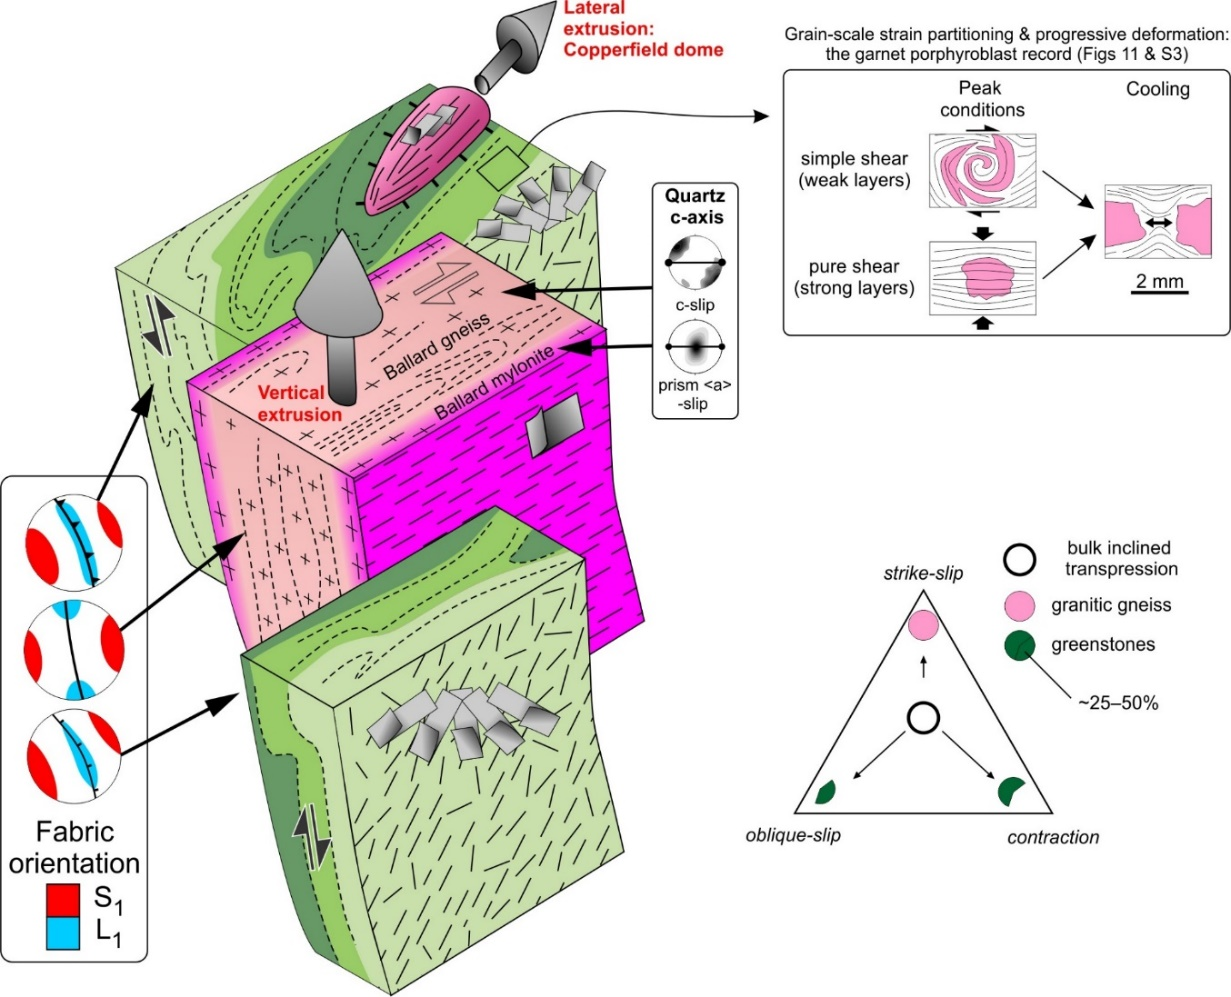 Lateral
extrusion:
Copperfield dome
Grain-scale strain partitioning & progressive deformation:
the garnet porphyroblast record (Figs 11 & S3)
Peak
conditions
Cooling
simple shear
(weak layers)
pure shear
(strong layers)
2 mm
Quartz
c-axis
c-slip
prism <a>
-slip
Ballard gneiss
Ballard mylonite
Vertical
extrusion
Fabric
orientation
S1
L1
strike-slip
oblique-slip
contraction
bulk inclined
transpression
granitic gneiss
greenstones
~25–50%